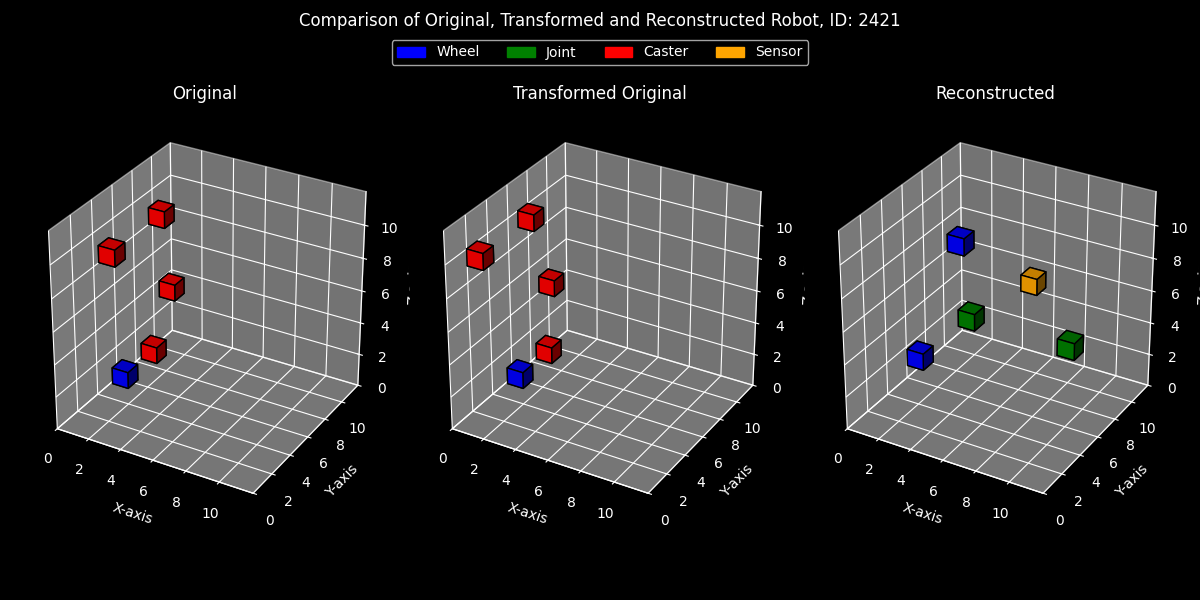 Comparison of Original, Transformed and Reconstructed Robot, ID: 2421
Wheel Joint Caster Sensor
Original Transformed Original Reconstructed
10 10 10
8 8 8
6 6 6
4 4 4
2 2 2
0 0 0
10 10 10
8 8 8
6 6 6
4 4 4
2 2 2
0 0 0
0 2 4 6 8 10 0 2 4 6 8 10 0 2 4 6 8 10
X-axis Y-axis X-axis Y-axis X-axis Y-axis